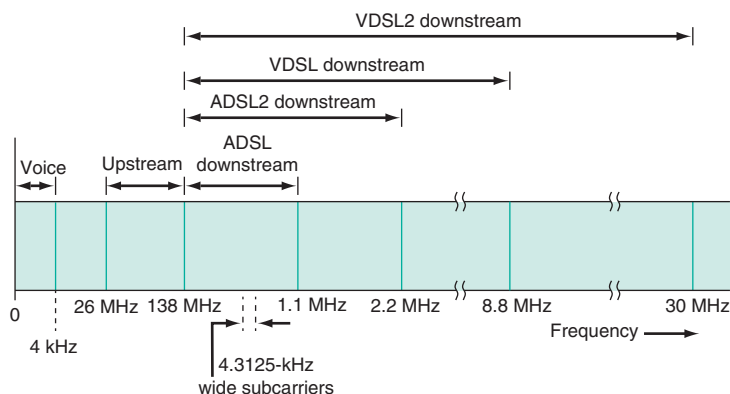 VDSL2 downstream
VDSL downstream
ADSL2 downstream
Voice
Upstream
ADSL
downstream
0
4 kHz
26 MHz
138 MHz
1.1 MHz
2.2 MHz
8.8 MHz
30 MHz
4.3125-kHz
wide subcarriers
Frequency